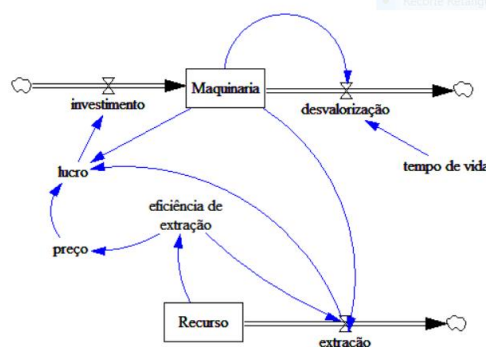 Maquinaria
investimento
desvalorização
lucro
tempo de vida
eficiência de
extração
preço
Recurso
extração